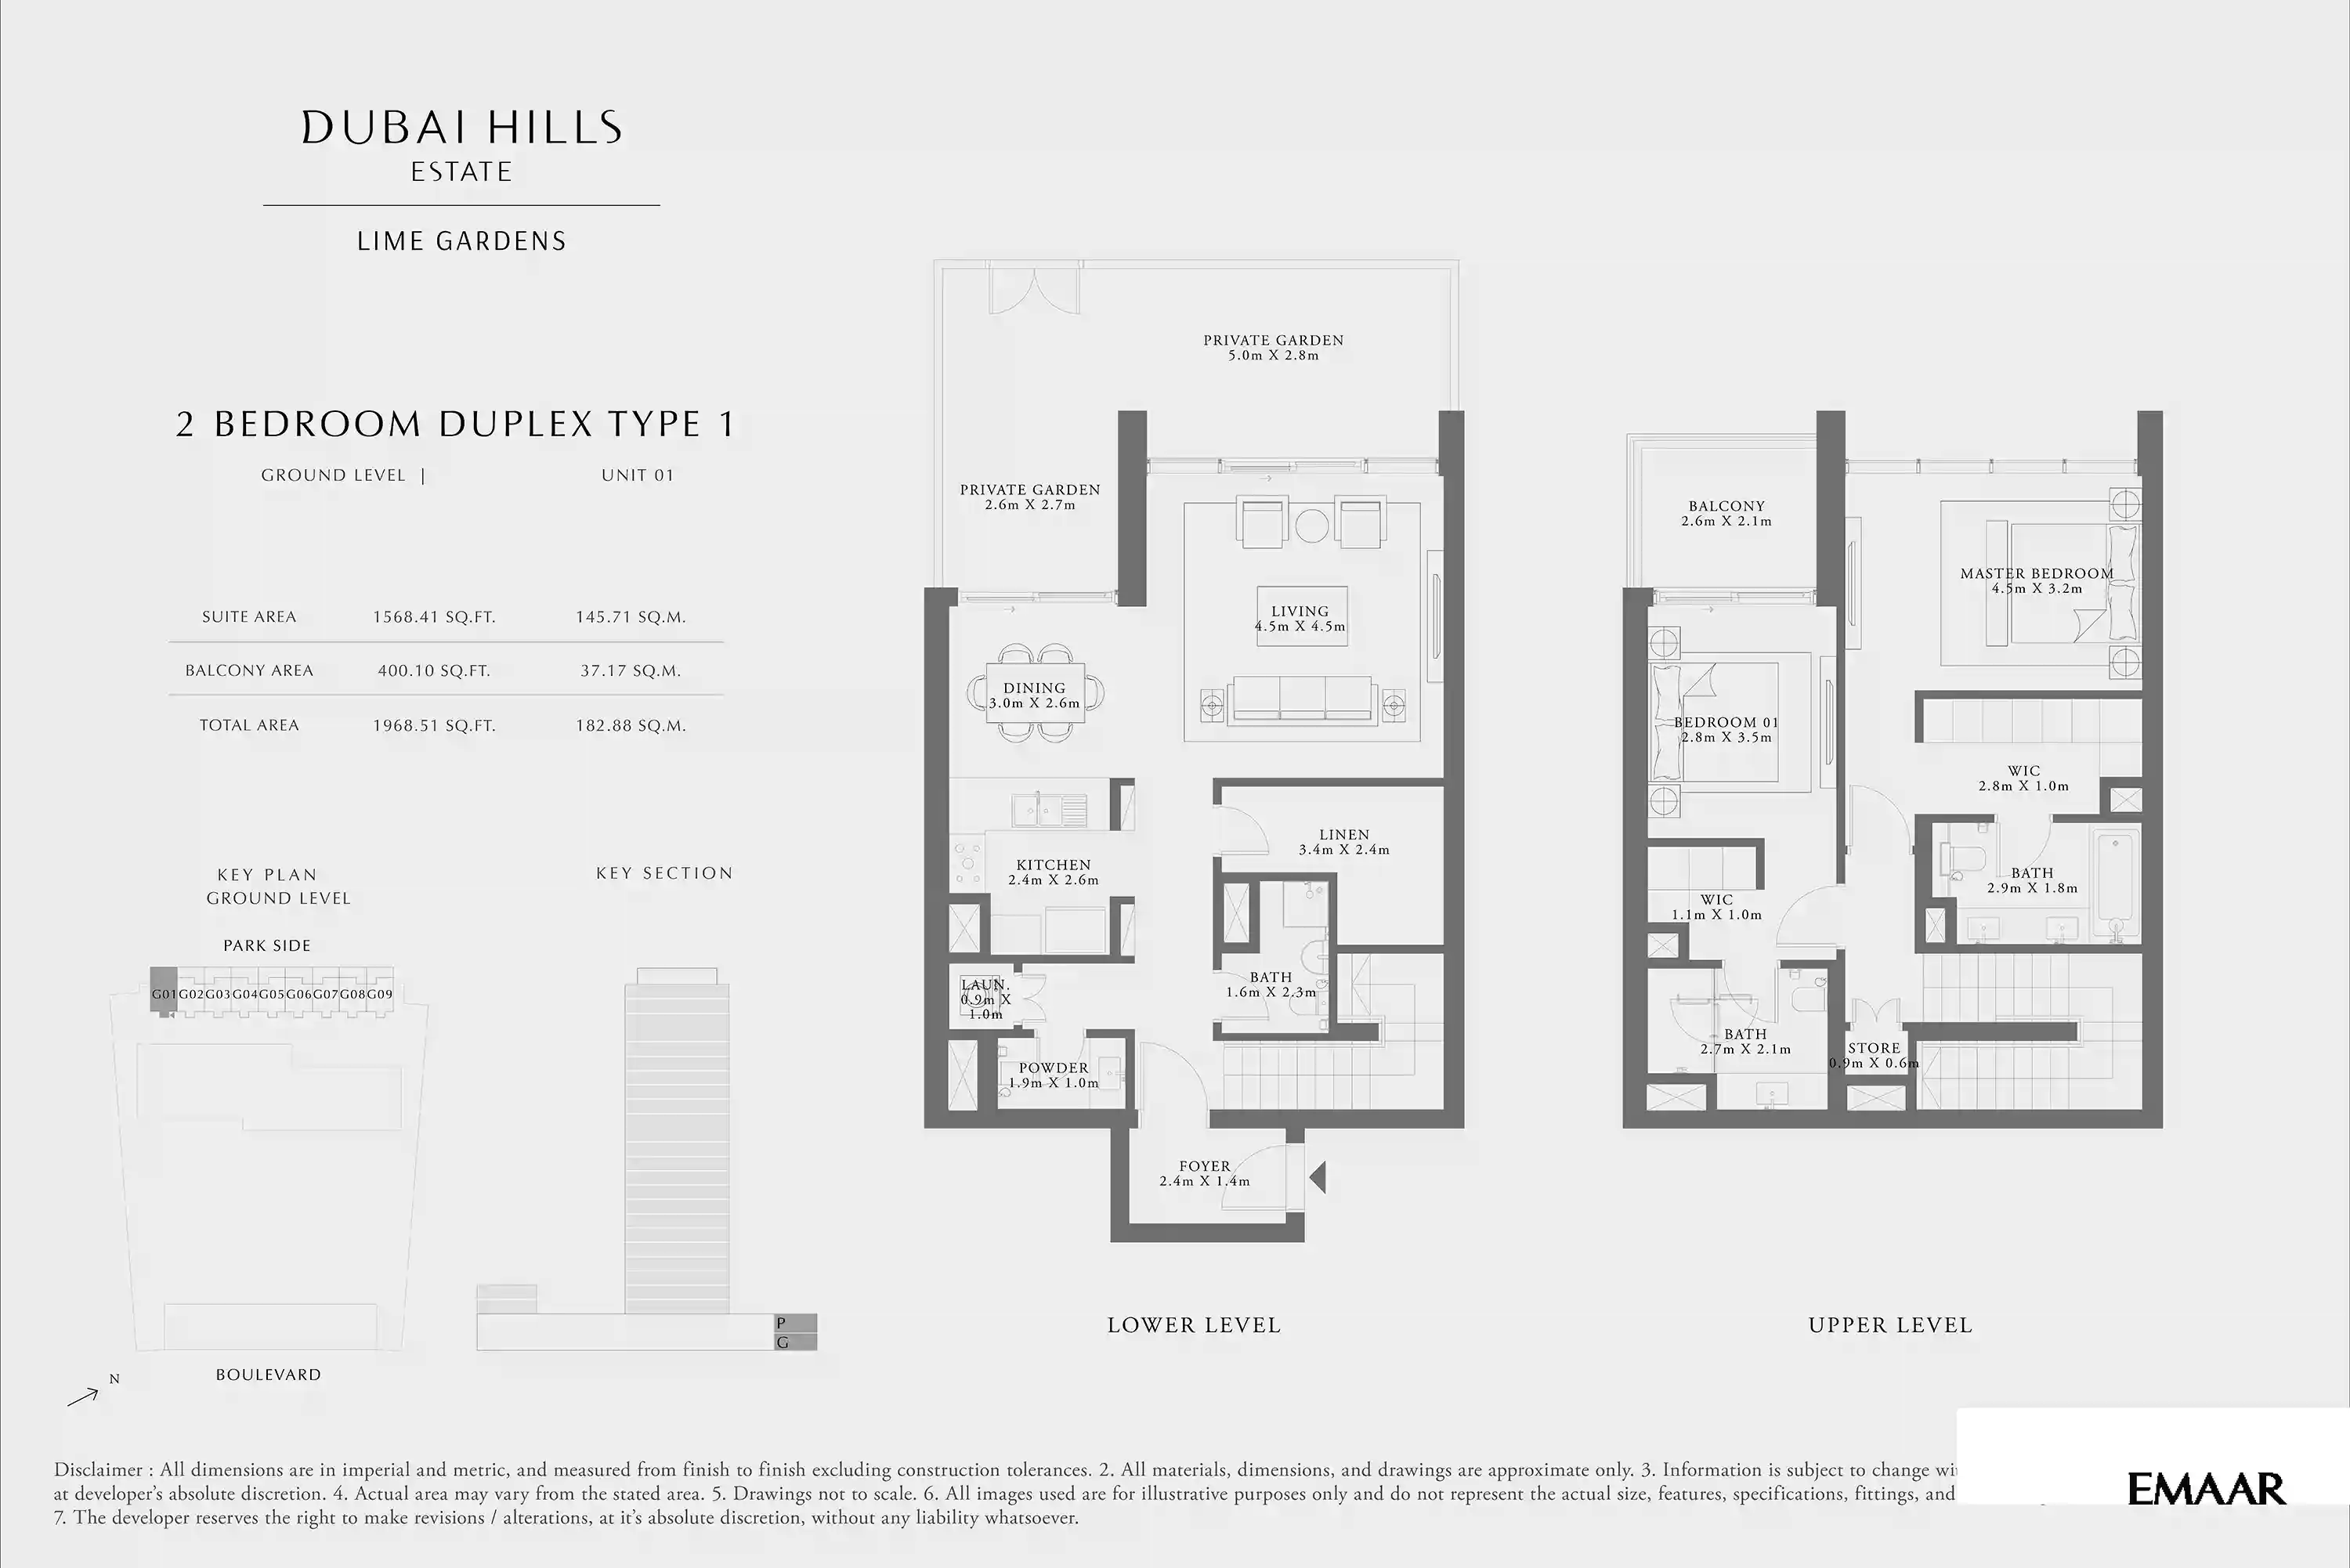 DUBAI HILLS
ESTATE
LIME GARDENS
2 BEDROOM DUPLEX TYPE 1
GROUND LEVEL | UNIT 01
SUITE AREA 1568.41 SQ.FT. 145.71 SQ.M.
BALCONY AREA 400.10 SQ.FT. 37.17 SQ.M.
TOTAL AREA 1968.51 SQ.FT. 182.88 SQ.M.
KEY PLAN
GROUND LEVEL
PARK SIDE
G01 G02 G03 G04 G05 G06 G07 G08 G09
BOULEVARD
N
KEY SECTION
P
G
PRIVATE GARDEN
5.0m X 2.8m
PRIVATE GARDEN
2.6m X 2.7m
LIVING
4.5m X 4.5m
DINING
3.0m X 2.6m
KITCHEN
2.4m X 2.6m
LINEN
3.4m X 2.4m
BATH
1.6m X 2.3m
LAUN.
0.9m X
1.0m
POWDER
1.9m X 1.0m
FOYER
2.4m X 1.4m
LOWER LEVEL
BALCONY
2.6m X 2.1m
MASTER BEDROOM
4.5m X 3.2m
BEDROOM 01
2.8m X 3.5m
WIC
2.8m X 1.0m
BATH
2.9m X 1.8m
WIC
1.1m X 1.0m
BATH
2.7m X 2.1m
STORE
0.9m X 0.6m
UPPER LEVEL
Disclaimer : All dimensions are in imperial and metric, and measured from finish to finish excluding construction tolerances. 2. All materials, dimensions, and drawings are approximate only. 3. Information is subject to change
at developer's absolute discretion. 4. Actual area may vary from the stated area. 5. Drawings not to scale. 6. All images used are for illustrative purposes only and do not represent the actual size, features, specifications, fittings, and
7. The developer reserves the right to make revisions / alterations, at it's absolute discretion, without any liability whatsoever.
EMAAR